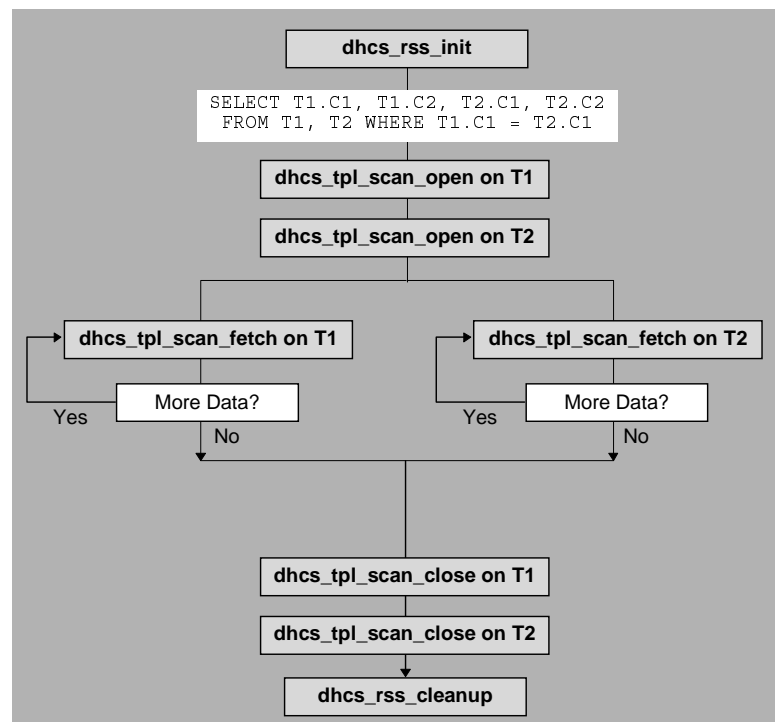 dhcs_rss_init
SELECT T1.C1, T1.C2, T2.C1, T2.C2
FROM T1, T2 WHERE T1.C1 = T2.C1
dhcs_tpl_scan_open on T1
dhcs_tpl_scan_open on T2
dhcs_tpl_scan_fetch on T1
dhcs_tpl_scan_fetch on T2
More Data?
More Data?
Yes
Yes
No
No
dhcs_tpl_scan_close on T1
dhcs_tpl_scan_close on T2
dhcs_rss_cleanup